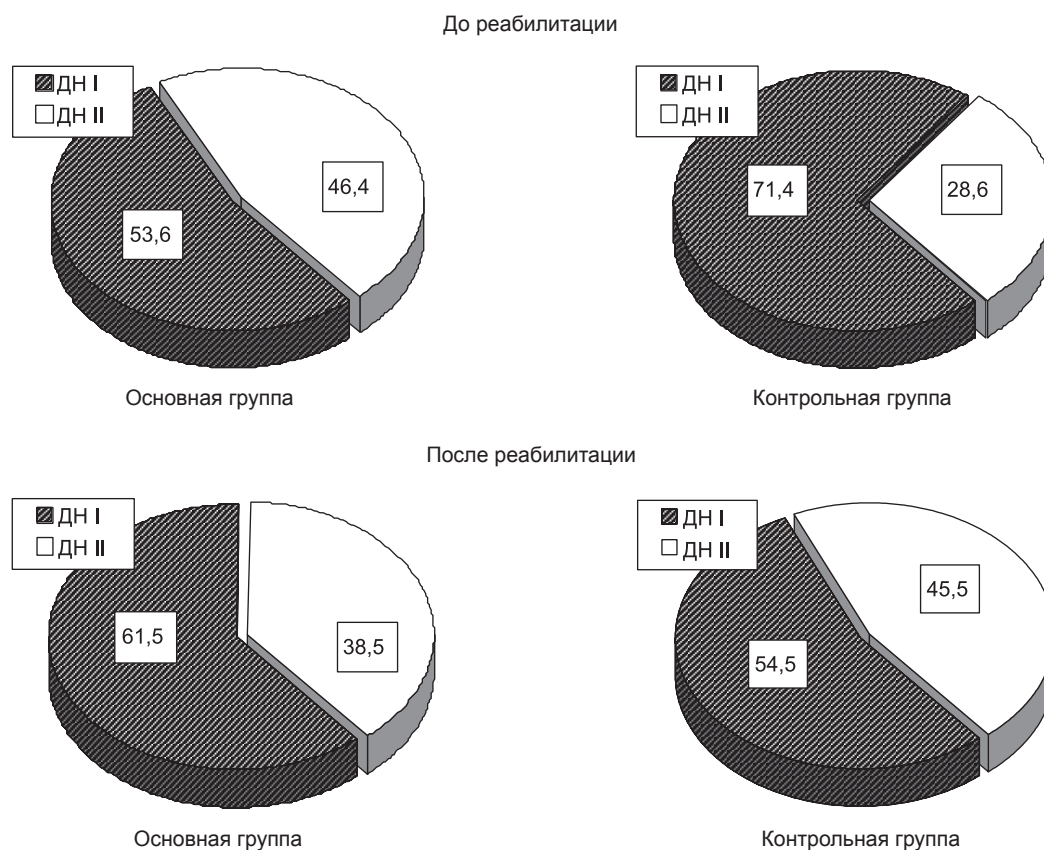 До реабилитации
ДН I
ДН II
46,4
53,6
Основная группа
ДН I
ДН II
71,4
28,6
Контрольная группа
После реабилитации
ДН I
ДН II
61,5
38,5
Основная группа
ДН I
ДН II
45,5
54,5
Контрольная группа